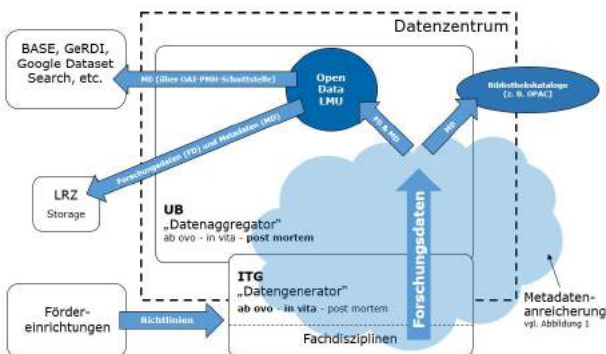 Datenzentrum
BASE, GeRDI,
Google Dataset
Search, etc.
MD (über OAI-PMH-Schnittstelle)
Open
Data
LMU
Bibliothekskataloge
(z. B. OPAC)
FD & MD
MD
Forschungsdaten (FD) und Metadaten (MD)
LRZ
Storage
UB
„Datenaggregator“
ab ovo - in vita - post mortem
Forschungsdaten
ITG
„Datengenerator“
ab ovo - in vita - post mortem
Fachdisziplinen
Metadaten-
anreicherung
vgl. Abbildung 1
Förder-
einrichtungen
Richtlinien